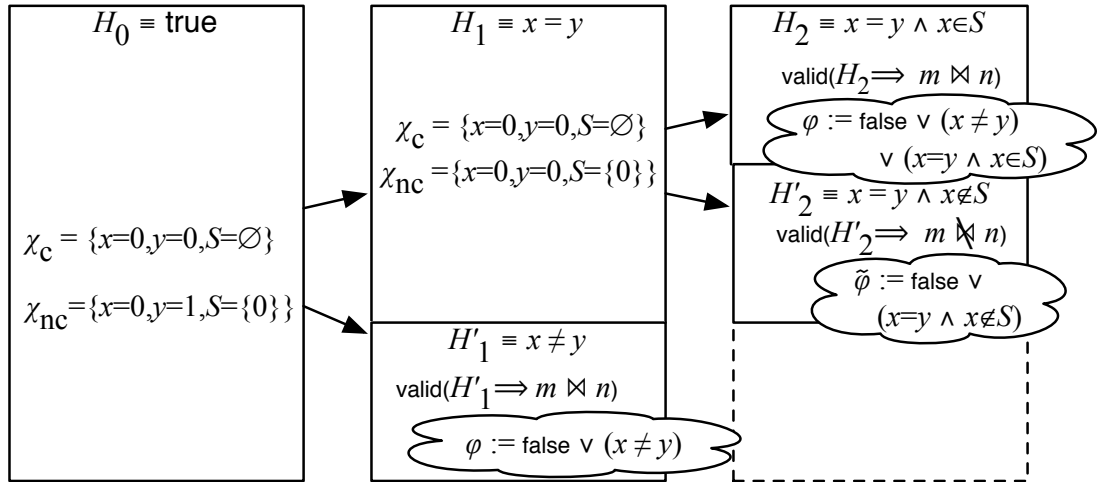 H₀ ≡ true
χc = {x=0,y=0,S=∅}
χnc={x=0,y=1,S={0}}
H₁ ≡ x = y
χc = {x=0,y=0,S=∅}
χnc={x=0,y=0,S={0}}
H'₁ ≡ x ≠ y
valid(H'₁⟹ m ⋈ n)
φ := false ∨ (x ≠ y)
H₂ ≡ x = y ∧ x∈S
valid(H₂⟹ m ⋈ n)
φ := false ∨ (x ≠ y)
∨ (x=y ∧ x∈S)
H'₂ ≡ x = y ∧ x∉S
valid(H'₂⟹ m ⋈̸ n)
φ̃ := false ∨
(x=y ∧ x∉S)